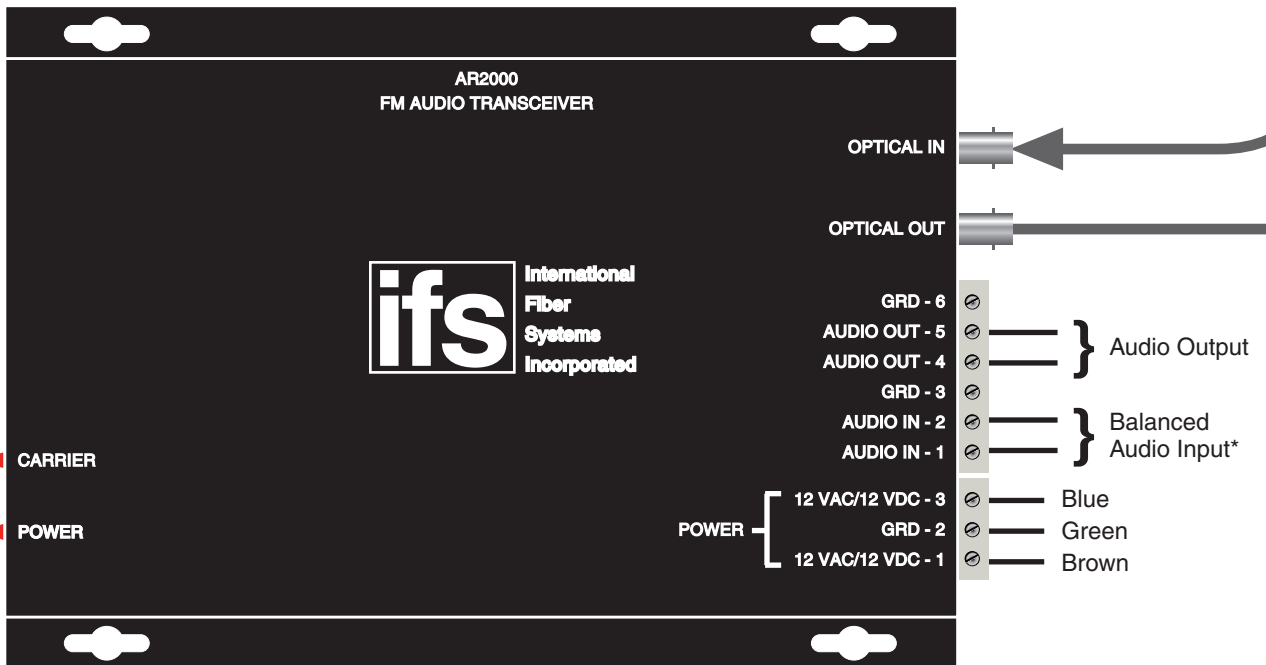 AR2000
FM AUDIO TRANSCEIVER
OPTICAL IN
OPTICAL OUT
ifs
International
Fiber
Systems
Incorporated
GRD - 6
AUDIO OUT - 5
AUDIO OUT - 4
Audio Output
GRD - 3
AUDIO IN - 2
AUDIO IN - 1
Balanced
Audio Input*
CARRIER
POWER
POWER
12 VAC/12 VDC - 3
Blue
GRD - 2
Green
12 VAC/12 VDC - 1
Brown